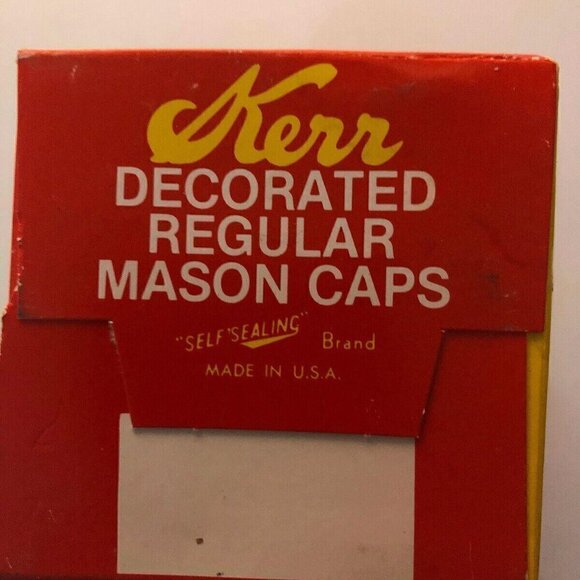 Kerr
DECORATED
REGULAR
MASON CAPS
"SELF SEALING" Brand
MADE IN U.S.A.